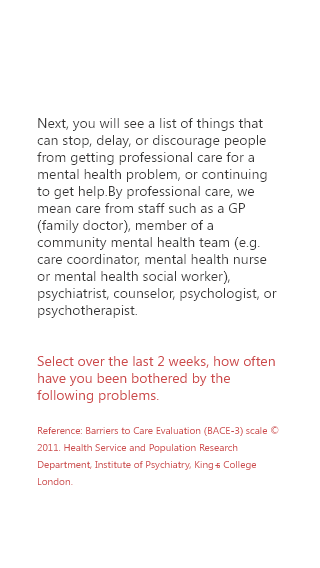 Next, you will see a list of things that
can stop, delay, or discourage people
from getting professional care for a
mental health problem, or continuing
to get help.By professional care, we
mean care from staff such as a GP
(family doctor), member of a
community mental health team (e.g.
care coordinator, mental health nurse
or mental health social worker),
psychiatrist, counselor, psychologist, or
psychotherapist.
Select over the last 2 weeks, how often
have you been bothered by the
following problems.
Reference: Barriers to Care Evaluation (BACE-3) scale ©
2011. Health Service and Population Research
Department, Institute of Psychiatry, King's College
London.